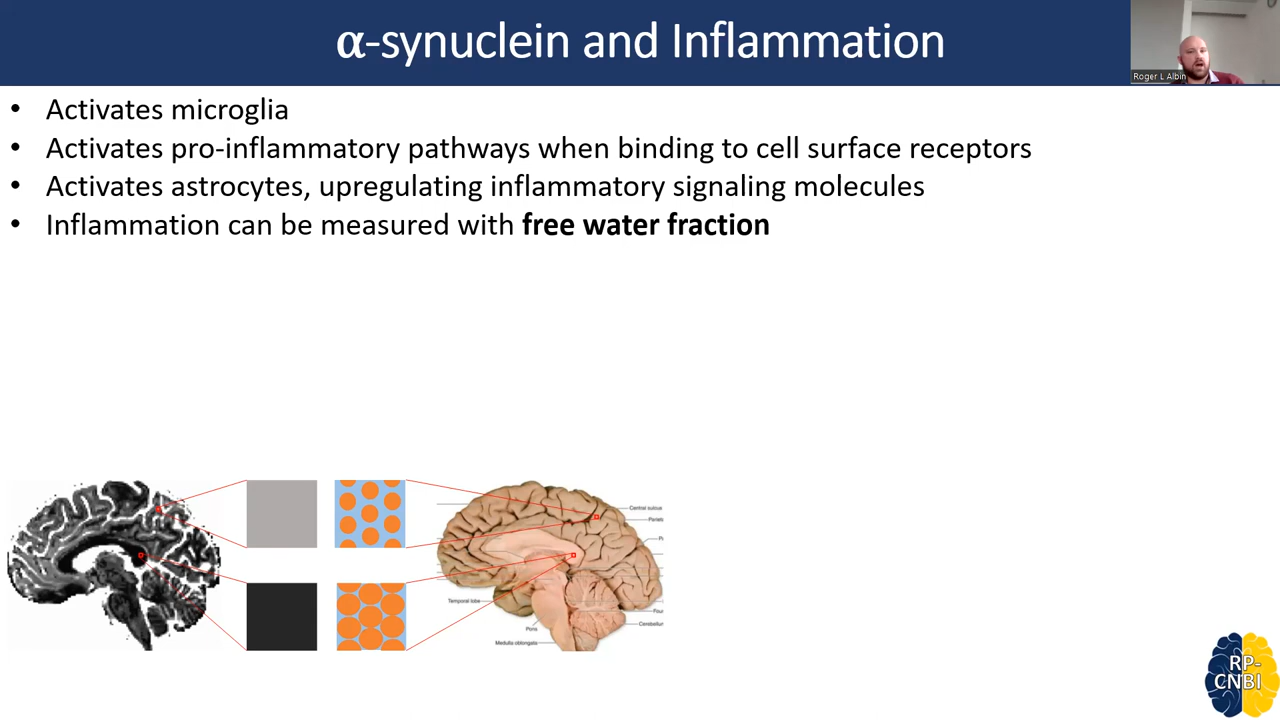 α-synuclein and Inflammation
Roger L Albin
• Activates microglia
• Activates pro-inflammatory pathways when binding to cell surface receptors
• Activates astrocytes, upregulating inflammatory signaling molecules
• Inflammation can be measured with free water fraction
Central sulcus
Temporal lobe
Pons
Medulla oblongata
RP-
CNBI